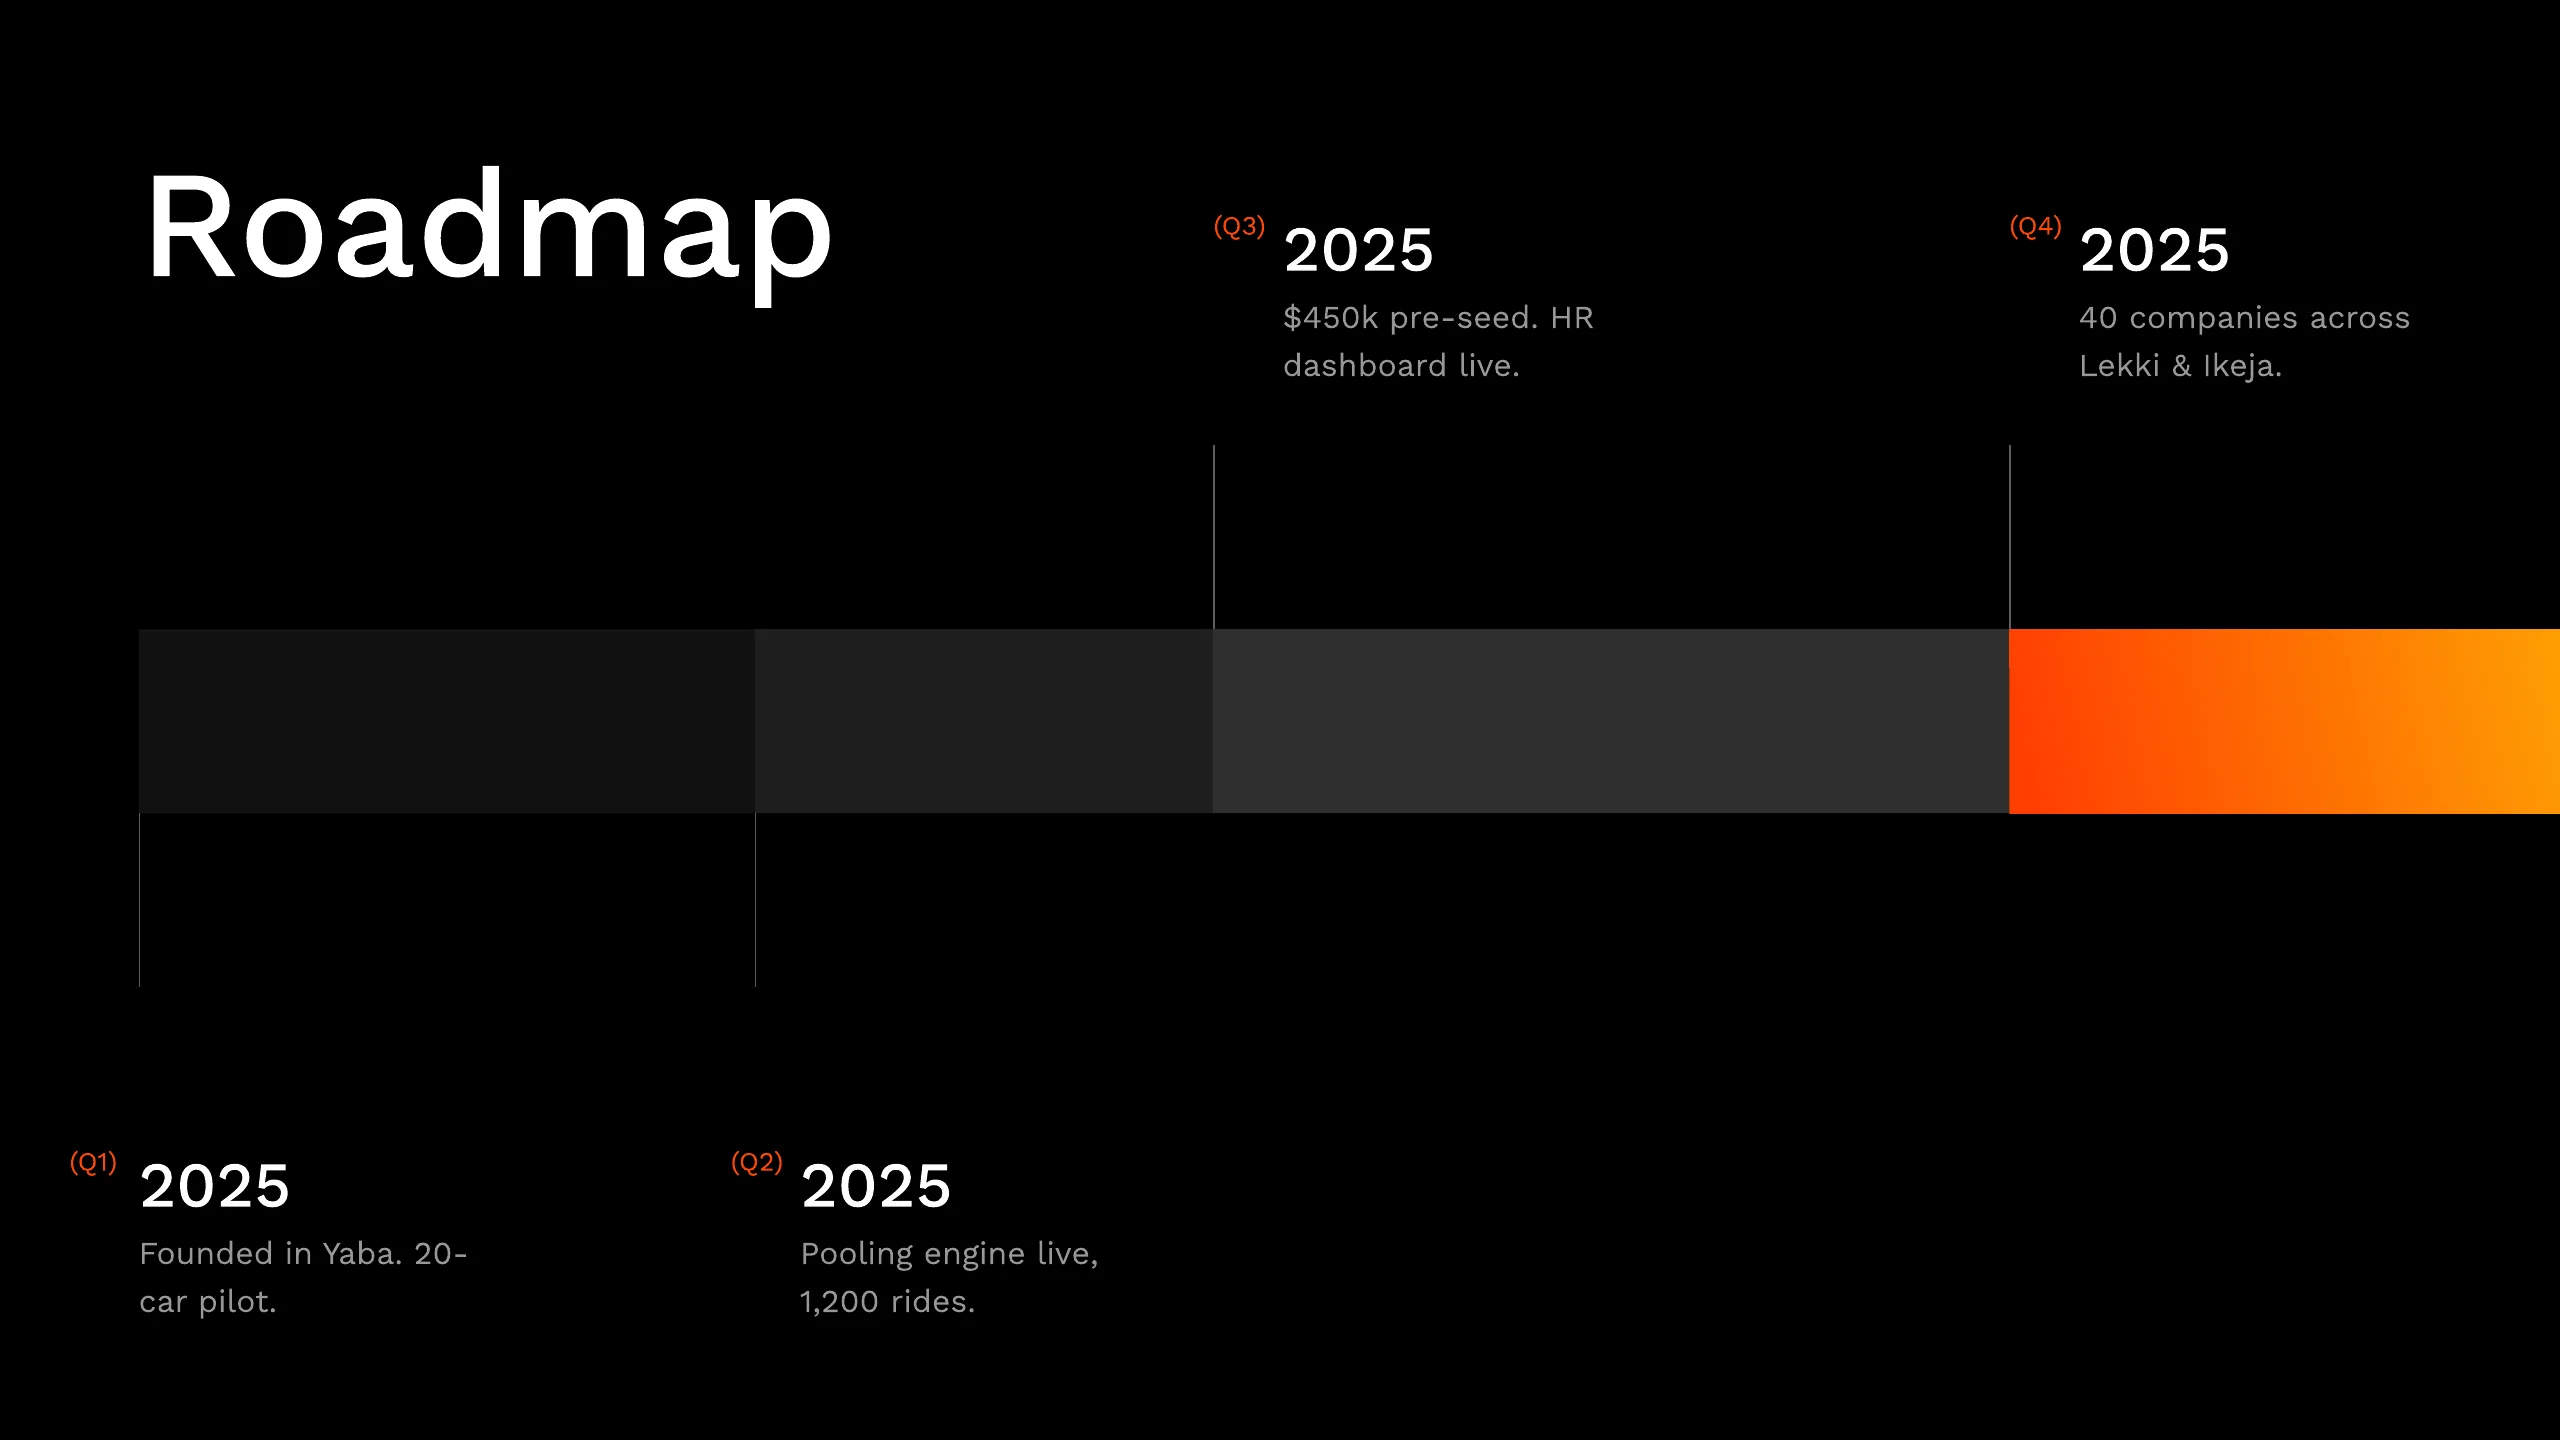 Roadmap
(Q3) 2025
$450k pre-seed. HR
dashboard live.
(Q4) 2025
40 companies across
Lekki & Ikeja.
(Q1) 2025
Founded in Yaba. 20-
car pilot.
(Q2) 2025
Pooling engine live,
1,200 rides.